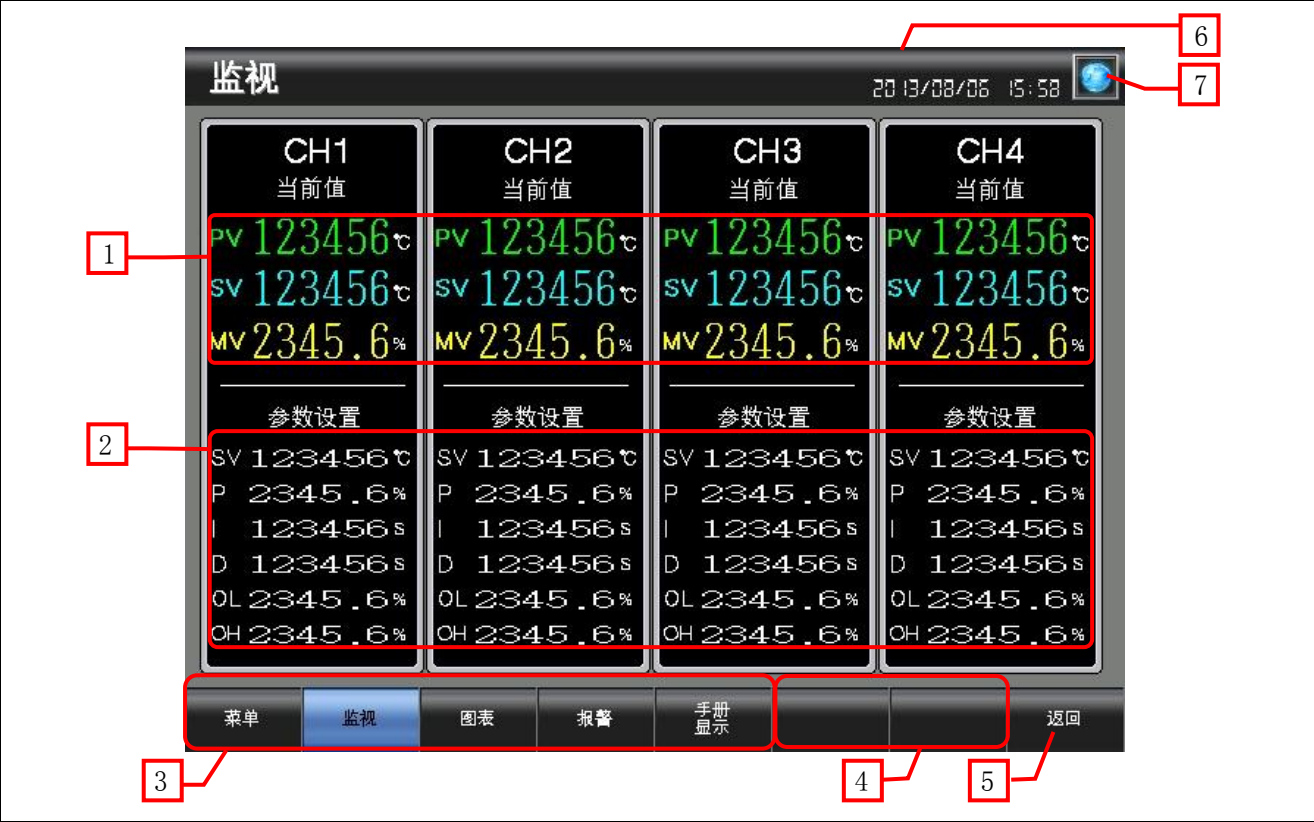 6
监视
2013/08/06 15:58
7
CH1 CH2 CH3 CH4
当前值 当前值 当前值 当前值
1
PV 123456℃ PV 123456℃ PV 123456℃ PV 123456℃
SV 123456℃ SV 123456℃ SV 123456℃ SV 123456℃
MV 2345.6% MV 2345.6% MV 2345.6% MV 2345.6%
参数设置 参数设置 参数设置 参数设置
2
SV 123456℃ SV 123456℃ SV 123456℃ SV 123456℃
P 2345.6% P 2345.6% P 2345.6% P 2345.6%
I 123456s I 123456s I 123456s I 123456s
D 123456s D 123456s D 123456s D 123456s
OL 2345.6% OL 2345.6% OL 2345.6% OL 2345.6%
OH 2345.6% OH 2345.6% OH 2345.6% OH 2345.6%
菜单 监视 图表 报警 手册 返回
显示
3 4 5